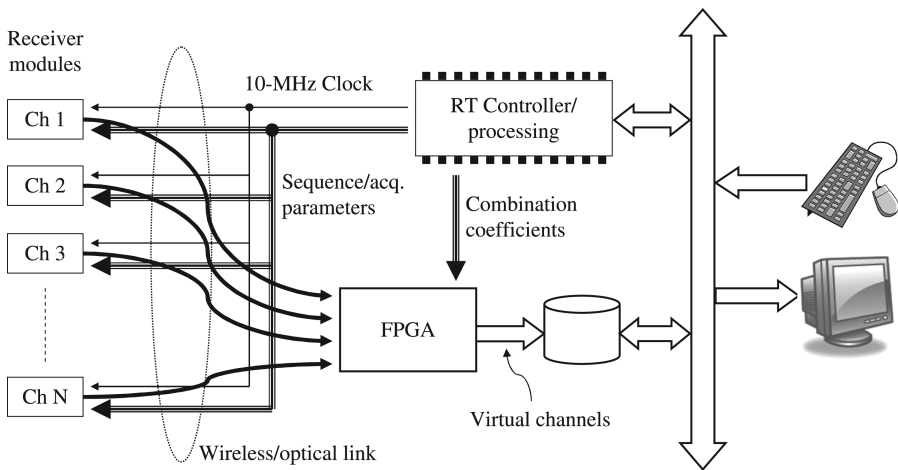 Receiver
modules
10-MHz Clock
RT Controller/
processing
Ch 1
Ch 2
Sequence/acq.
parameters
Combination
coefficients
Ch 3
FPGA
Ch N
Virtual channels
Wireless/optical link